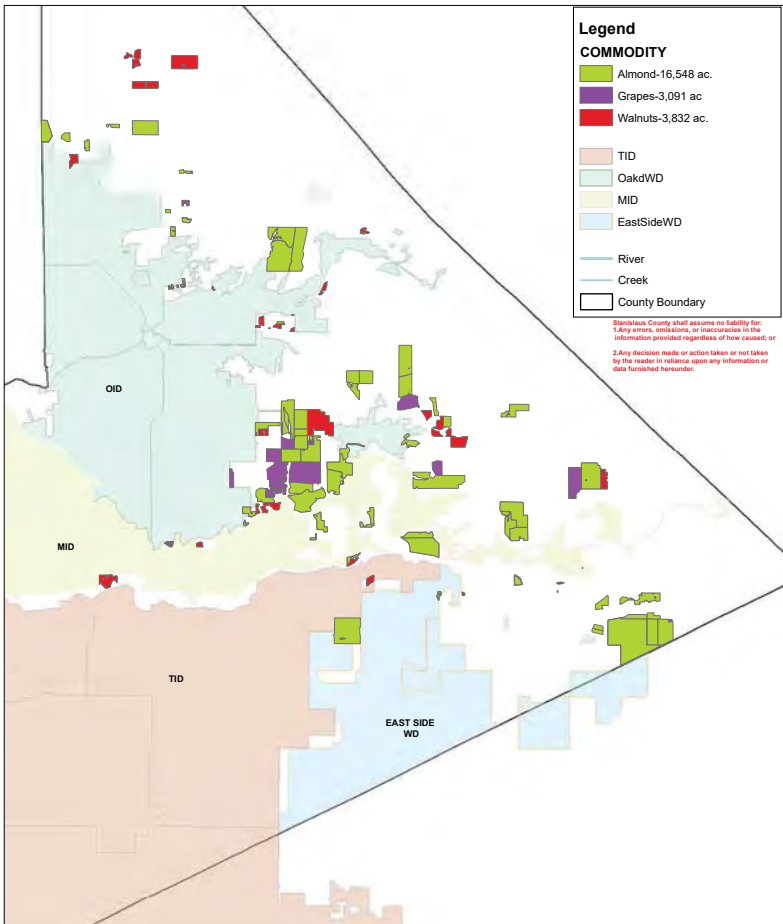 Legend
COMMODITY
Almond-16,548 ac.
Grapes-3,091 ac
Walnuts-3,832 ac.
TID
OakdWD
MID
EastSideWD
River
Creek
County Boundary
Stanislaus County shall assume no liability for:
1.Any errors, omissions, or inaccuracies in the
information provided regardless of how caused; or
2.Any decision made or action taken or not taken
by the reader in reliance upon any information or
data furnished hereunder.
OID
MID
TID
EAST SIDE
WD